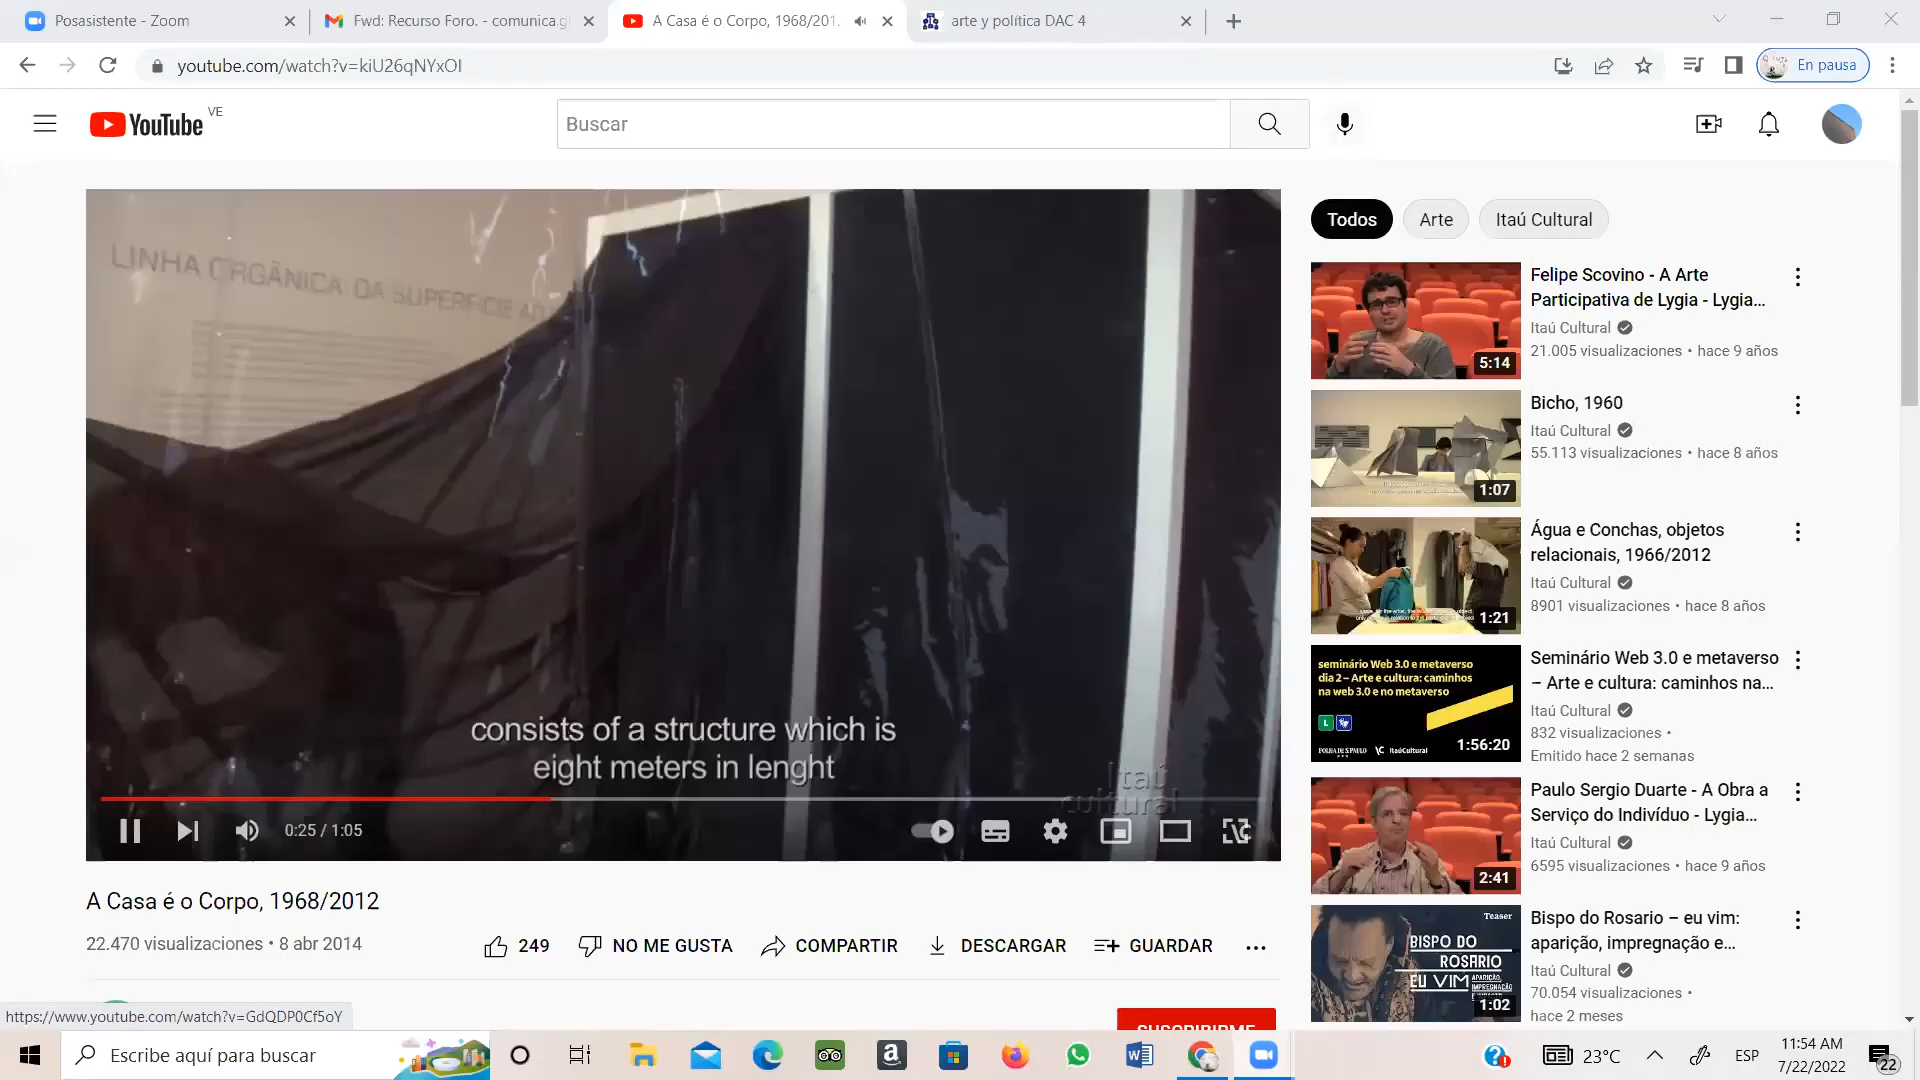 Posasistente - Zoom
Fwd: Recurso Foro. - comunica.g
A Casa é o Corpo, 1968/201
arte y política DAC 4
youtube.com/watch?v=kiU26qNYxOI
En pausa
YouTube VE
Buscar
LINHA ORGÂNICA DA SUPERFÍCIE AO
consists of a structure which is
eight meters in lenght
Itaú
cultural
0:25 / 1:05
A Casa é o Corpo, 1968/2012
22.470 visualizaciones • 8 abr 2014
249
NO ME GUSTA
COMPARTIR
DESCARGAR
GUARDAR
SUSCRIBIRME
https://www.youtube.com/watch?v=GdQDP0Cf5oY
Todos
Arte
Itaú Cultural
5:14
Felipe Scovino - A Arte
Participativa de Lygia - Lygia...
Itaú Cultural
21.005 visualizaciones • hace 9 años
1:07
Bicho, 1960
Itaú Cultural
55.113 visualizaciones • hace 8 años
1:21
Água e Conchas, objetos
relacionais, 1966/2012
Itaú Cultural
8901 visualizaciones • hace 8 años
seminário Web 3.0 e metaverso
dia 2 – Arte e cultura: caminhos
na web 3.0 e no metaverso
L
FOLHA DE S.PAULO
ItaúCultural
1:56:20
Seminário Web 3.0 e metaverso
– Arte e cultura: caminhos na...
Itaú Cultural
832 visualizaciones •
Emitido hace 2 semanas
2:41
Paulo Sergio Duarte - A Obra a
Serviço do Indivíduo - Lygia...
Itaú Cultural
6595 visualizaciones • hace 9 años
Teaser
BISPO DO
ROSARIO
EU VIM
APARIÇÃO,
IMPREGNAÇÃO
1:02
Bispo do Rosario – eu vim:
aparição, impregnação e...
Itaú Cultural
70.054 visualizaciones •
hace 2 meses
Escribe aquí para buscar
23°C
ESP
11:54 AM
7/22/2022
22